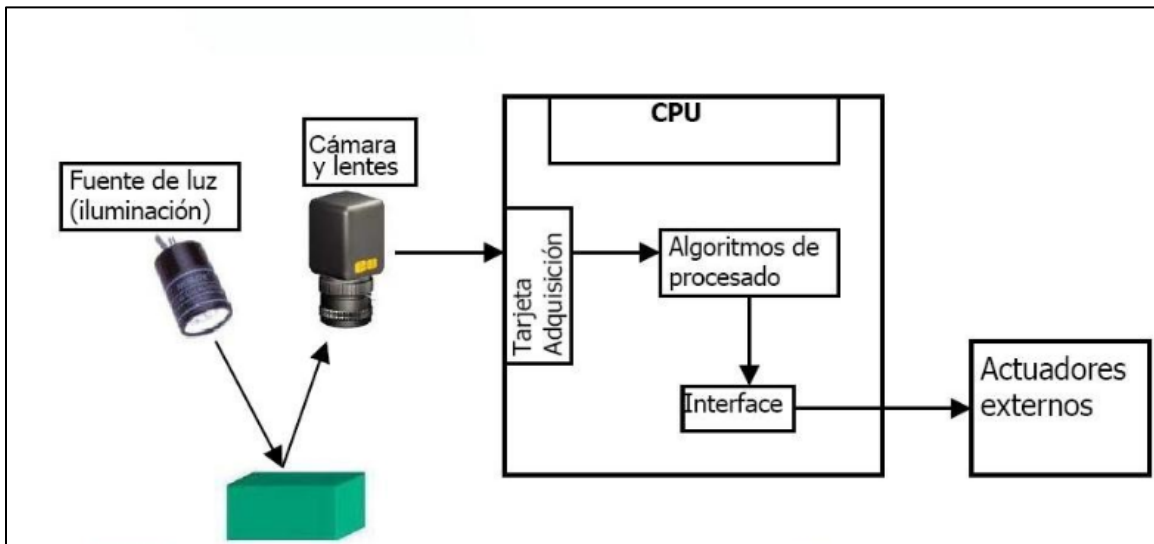 Fuente de luz
(iluminación)
Cámara
y lentes
CPU
Tarjeta
Adquisición
Algoritmos de
procesado
Interface
Actuadores
externos